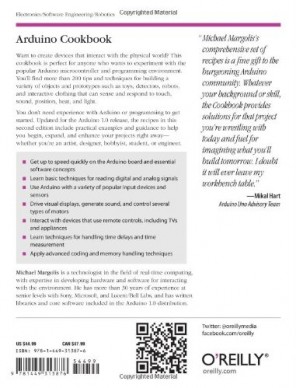 Electronics/Software Engineering/Robotics
Copyrighted Material
Arduino Cookbook
Want to create devices that interact with the physical world? This
cookbook is perfect for anyone who wants to experiment with the
popular Arduino microcontroller and programming environment.
You'll find more than 200 tips and techniques for building a
variety of objects and prototypes such as toys, detectors, robots,
and interactive clothing that can sense and respond to touch,
sound, position, heat, and light.
You don't need experience with Arduino or programming to get
started. Updated for the Arduino 1.0 release, the recipes in this
second edition include practical examples and guidance to help
you begin, expand, and enhance your projects right away—
whether you're an artist, designer, hobbyist, student, or engineer.
Get up to speed quickly on the Arduino board and essential
software concepts
Learn basic techniques for reading digital and analog signals
Use Arduino with a variety of popular input devices and
sensors
Drive visual displays, generate sound, and control several
types of motors
Interact with devices that use remote controls, including TVs
and appliances
Learn techniques for handling time delays and time
measurement
Apply advanced coding and memory handling techniques
Michael Margolis is a technologist in the field of real-time computing,
with expertise in developing hardware and software for interacting
with the environment. He has more than 30 years of experience at
senior levels with Sony, Microsoft, and Lucent/Bell Labs, and has written
libraries and core software included in the Arduino 1.0 distribution.
"Michael Margolis's
comprehensive set of
recipes is a free gift to the
burgeoning Arduino
community. Whatever
your background or skill,
the Cookbook provides
solutions for that project
you're wrestling with
today and fuel for
imagining what you'll
build tomorrow. I doubt
it will ever leave my
workbench table."
—Mikal Hart
Arduino Uno Advisory Team
US $44.99
CAN $47.99
ISBN: 978-1-449-31387-6
54499
9 781449 313876
Twitter: @oreillymedia
facebook.com/oreilly
O'REILLY®
oreilly.com
Copyrighted Material